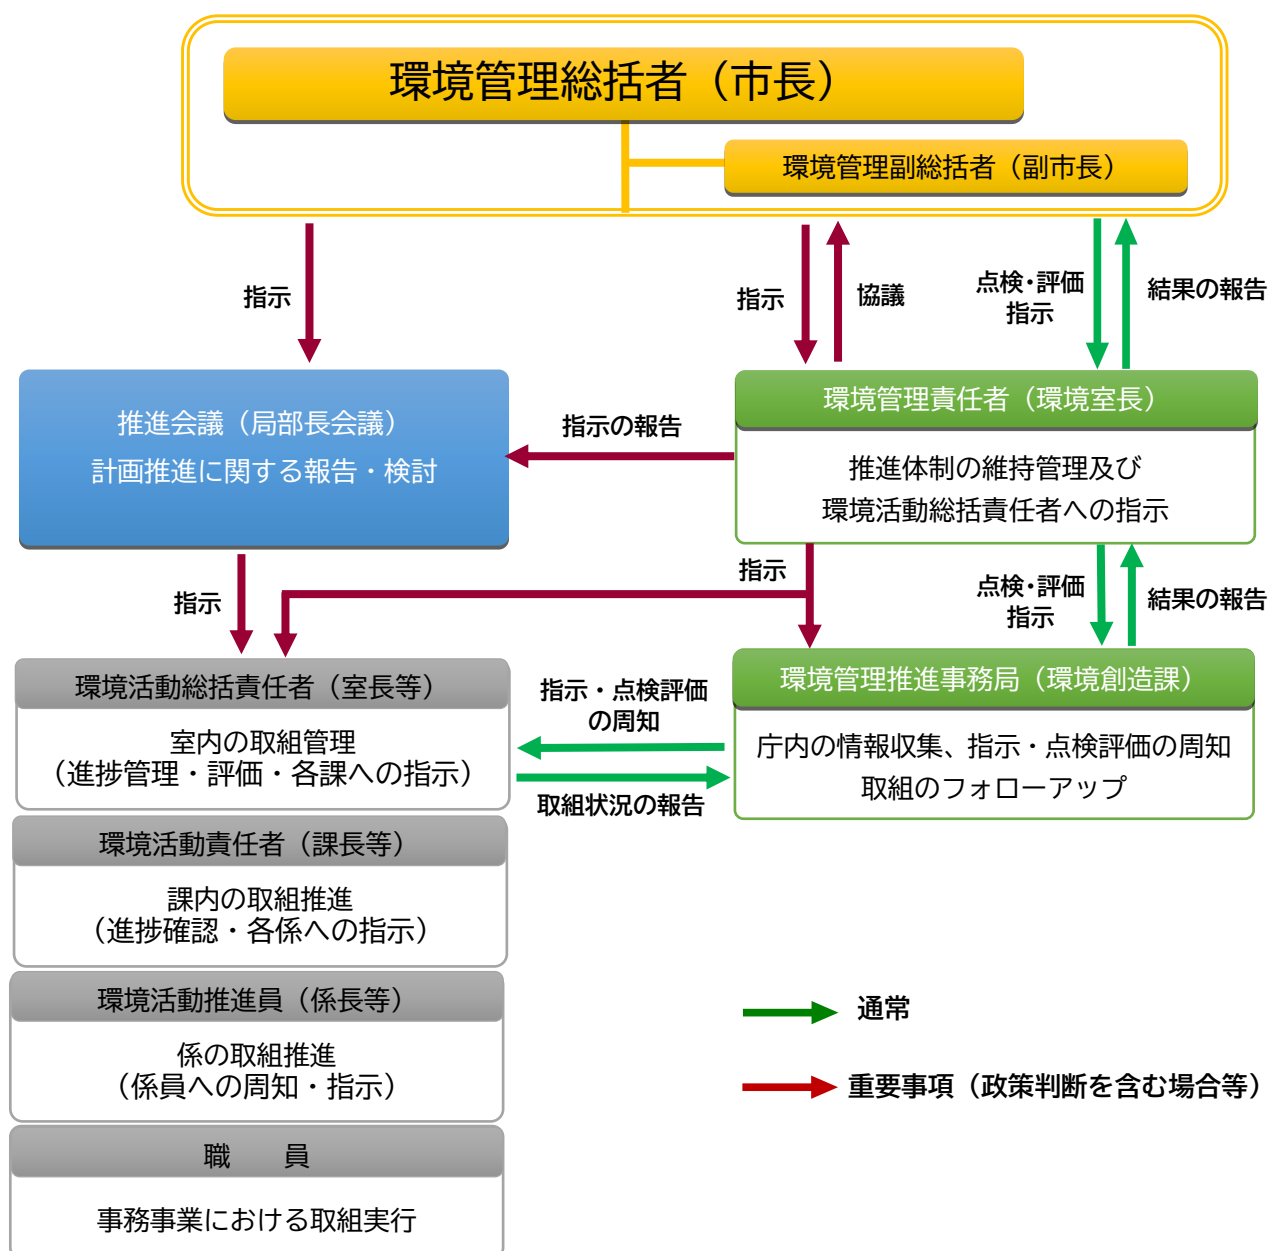 環境管理総括者（市長）
環境管理副総括者（副市長）
指示
指示
協議
点検・評価
指示
結果の報告
推進会議（局部長会議）
計画推進に関する報告・検討
指示の報告
環境管理責任者（環境室長）
推進体制の維持管理及び
環境活動総括責任者への指示
指示
指示
点検・評価
指示
結果の報告
環境活動総括責任者（室長等）
室内の取組管理
（進捗管理・評価・各課への指示）
指示・点検評価
の周知
取組状況の報告
環境管理推進事務局（環境創造課）
庁内の情報収集、指示・点検評価の周知
取組のフォローアップ
環境活動責任者（課長等）
課内の取組推進
（進捗確認・各係への指示）
環境活動推進員（係長等）
係の取組推進
（係員への周知・指示）
職　　員
事務事業における取組実行
通常
重要事項（政策判断を含む場合等）